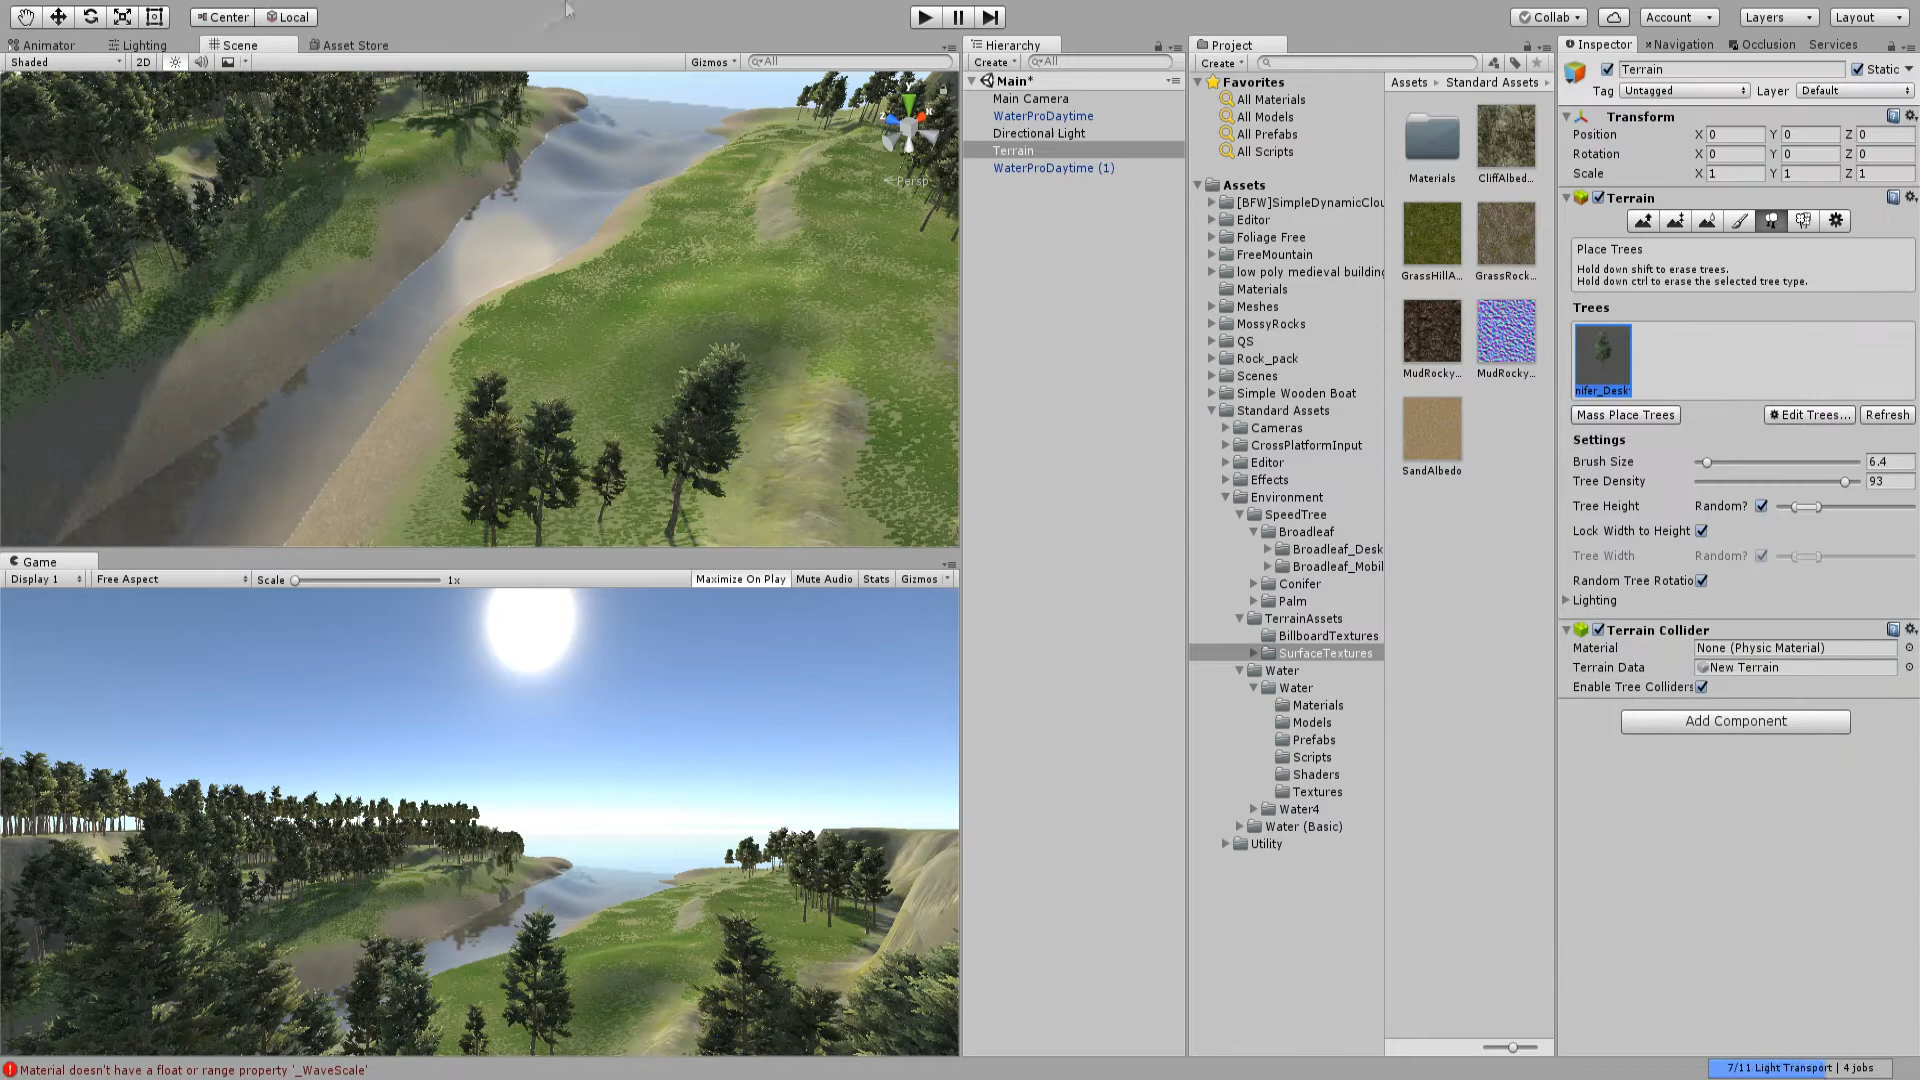 Center
Local
Collab
Account
Layers
Layout
Animator
Lighting
Scene
Asset Store
Shaded
2D
Gizmos
All
y
x
z
Persp
Hierarchy
Create
All
Main*
Main Camera
WaterProDaytime
Directional Light
Terrain
WaterProDaytime (1)
Project
Create
Favorites
All Materials
All Models
All Prefabs
All Scripts
Assets
[BFW]SimpleDynamicClou
Editor
Foliage Free
FreeMountain
low poly medieval building
Materials
Meshes
MossyRocks
QS
Rock_pack
Scenes
Simple Wooden Boat
Standard Assets
Cameras
CrossPlatformInput
Editor
Effects
Environment
SpeedTree
Broadleaf
Broadleaf_Desk
Broadleaf_Mobil
Conifer
Palm
TerrainAssets
BillboardTextures
SurfaceTextures
Water
Water
Materials
Models
Prefabs
Scripts
Shaders
Textures
Water4
Water (Basic)
Utility
Assets
Standard Assets
Materials
CliffAlbed...
GrassHillA...
GrassRock...
MudRocky...
MudRocky...
SandAlbedo
Inspector
Navigation
Occlusion
Services
Terrain
Static
Tag
Untagged
Layer
Default
Transform
Position X 0 Y 0 Z 0
Rotation X 0 Y 0 Z 0
Scale X 1 Y 1 Z 1
Terrain
Place Trees
Hold down shift to erase trees.
Hold down ctrl to erase the selected tree type.
Trees
nifer_Desk
Mass Place Trees
Edit Trees...
Refresh
Settings
Brush Size 6.4
Tree Density 93
Tree Height Random?
Lock Width to Height
Tree Width Random?
Random Tree Rotatio
Lighting
Terrain Collider
Material None (Physic Material)
Terrain Data New Terrain
Enable Tree Colliders
Add Component
Game
Display 1
Free Aspect
Scale
1x
Maximize On Play
Mute Audio
Stats
Gizmos
Material doesn't have a float or range property '_WaveScale'
7/11 Light Transport | 4 jobs